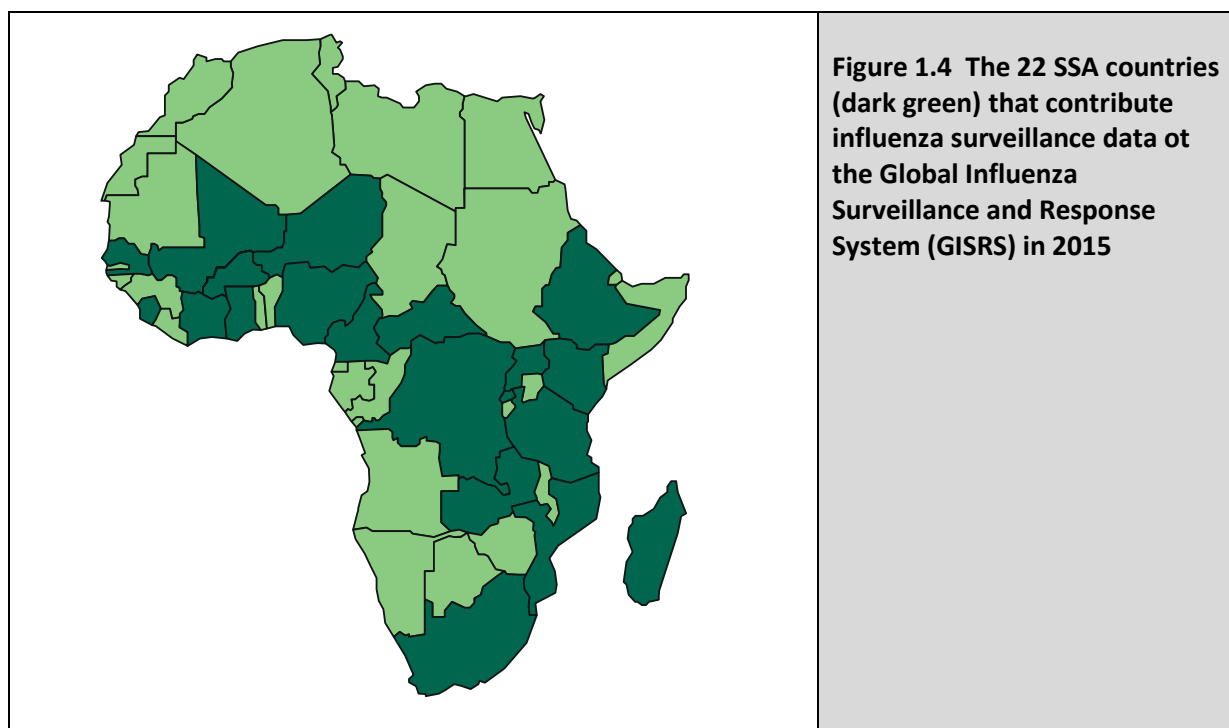 Figure 1.4  The 22 SSA countries
(dark green) that contribute
influenza surveillance data ot
the Global Influenza
Surveillance and Response
System (GISRS) in 2015